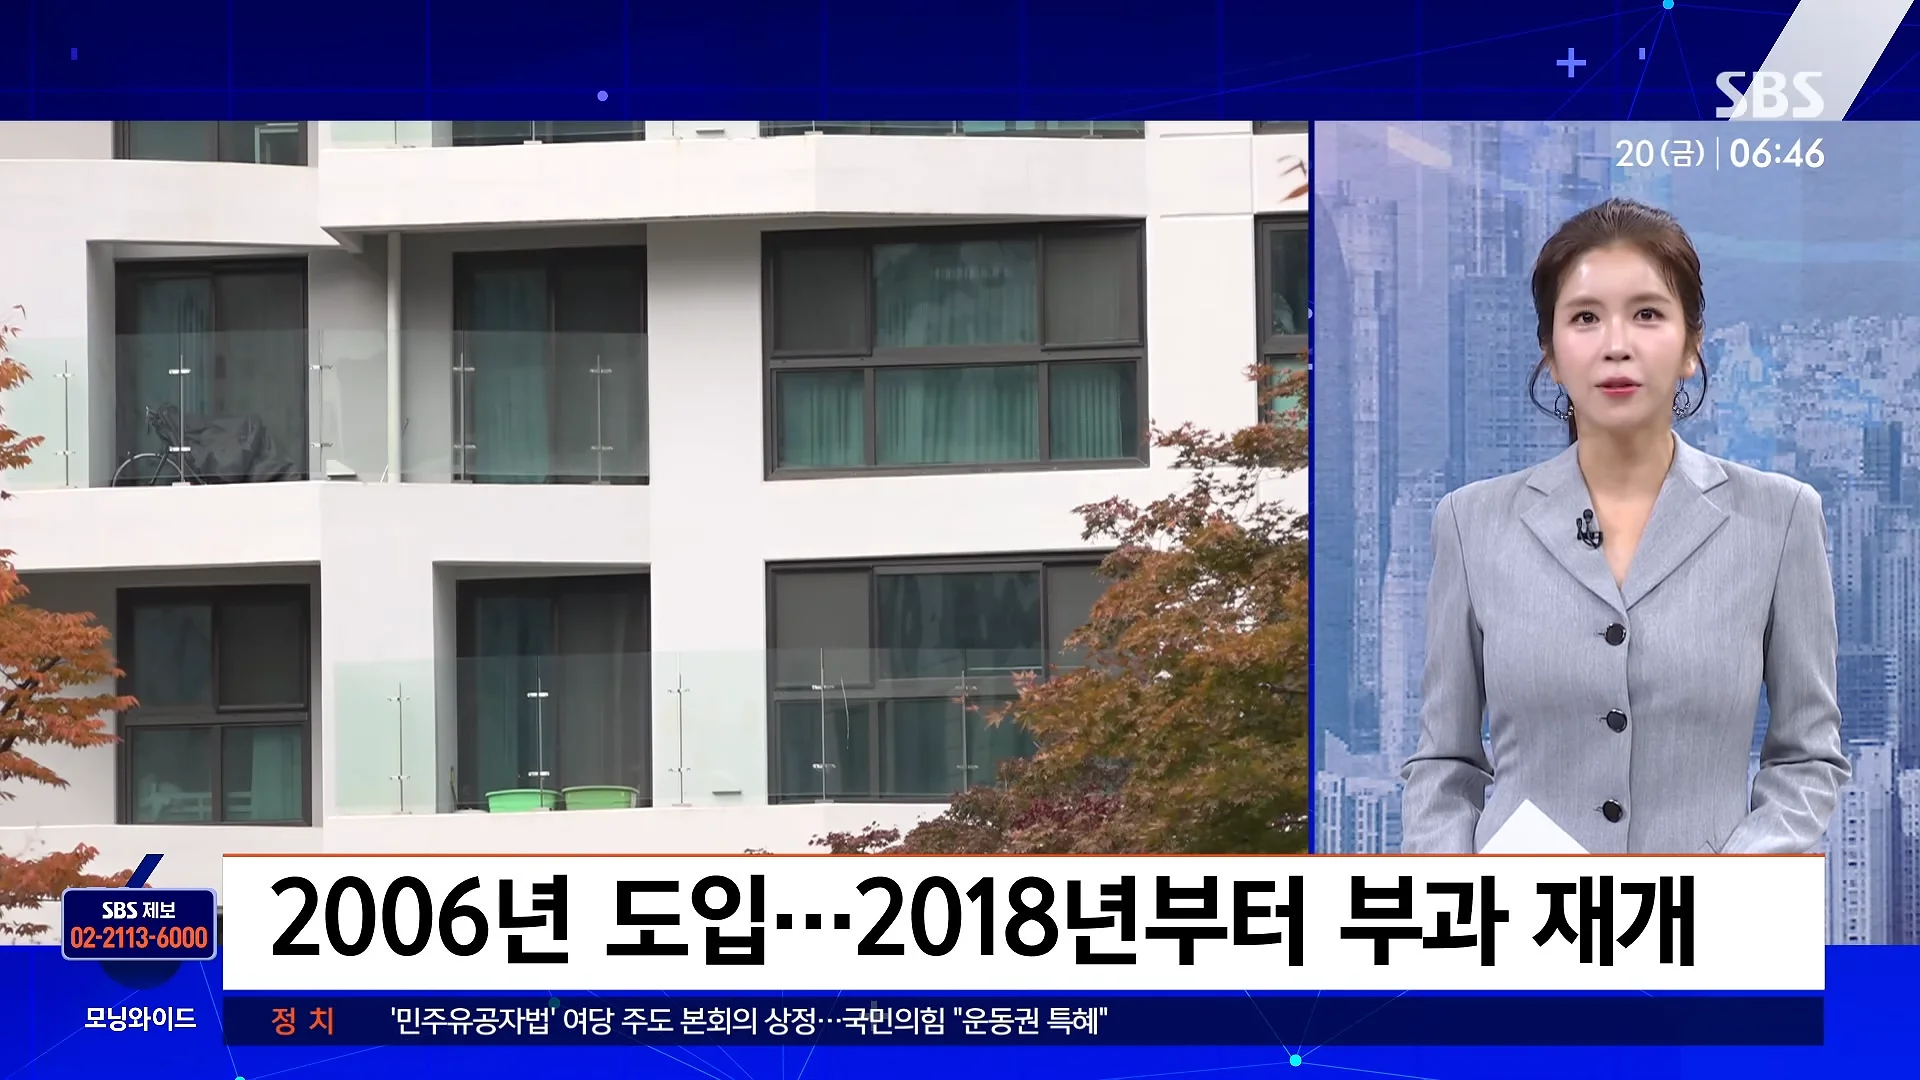 SBS
20(금) | 06:46
2006년 도입…2018년부터 부과 재개
SBS 제보
02-2113-6000
모닝와이드
정 치 '민주유공자법' 여당 주도 본회의 상정…국민의힘 "운동권 특혜"